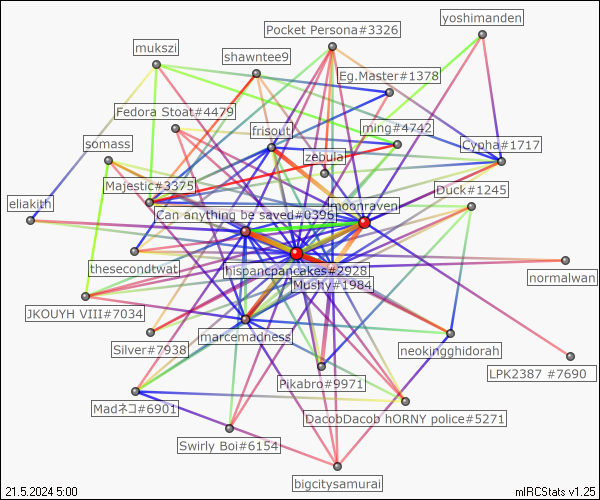 yoshimanden
Pocket Persona#3326
mukszi
shawntee9
Eg.Master#1378
Fedora Stoat#4479
ming#4742
frisout
somass
Cypha#1717
zebula
Majestic#3375
Duck#1245
eliakith
moonraven
Can anything be saved#0396
thesecondtwat
hispancpancakes#2928
normalwan
Mushy#1984
JKOUYH VIII#7034
marcemadness
Silver#7938
neokingghidorah
LPK2387 #7690
Pikabro#9971
Madネコ#6901
DacobDacob hORNY police#5271
Swirly Boi#6154
bigcitysamurai
21.5.2024 5:00
mIRCStats v1.25